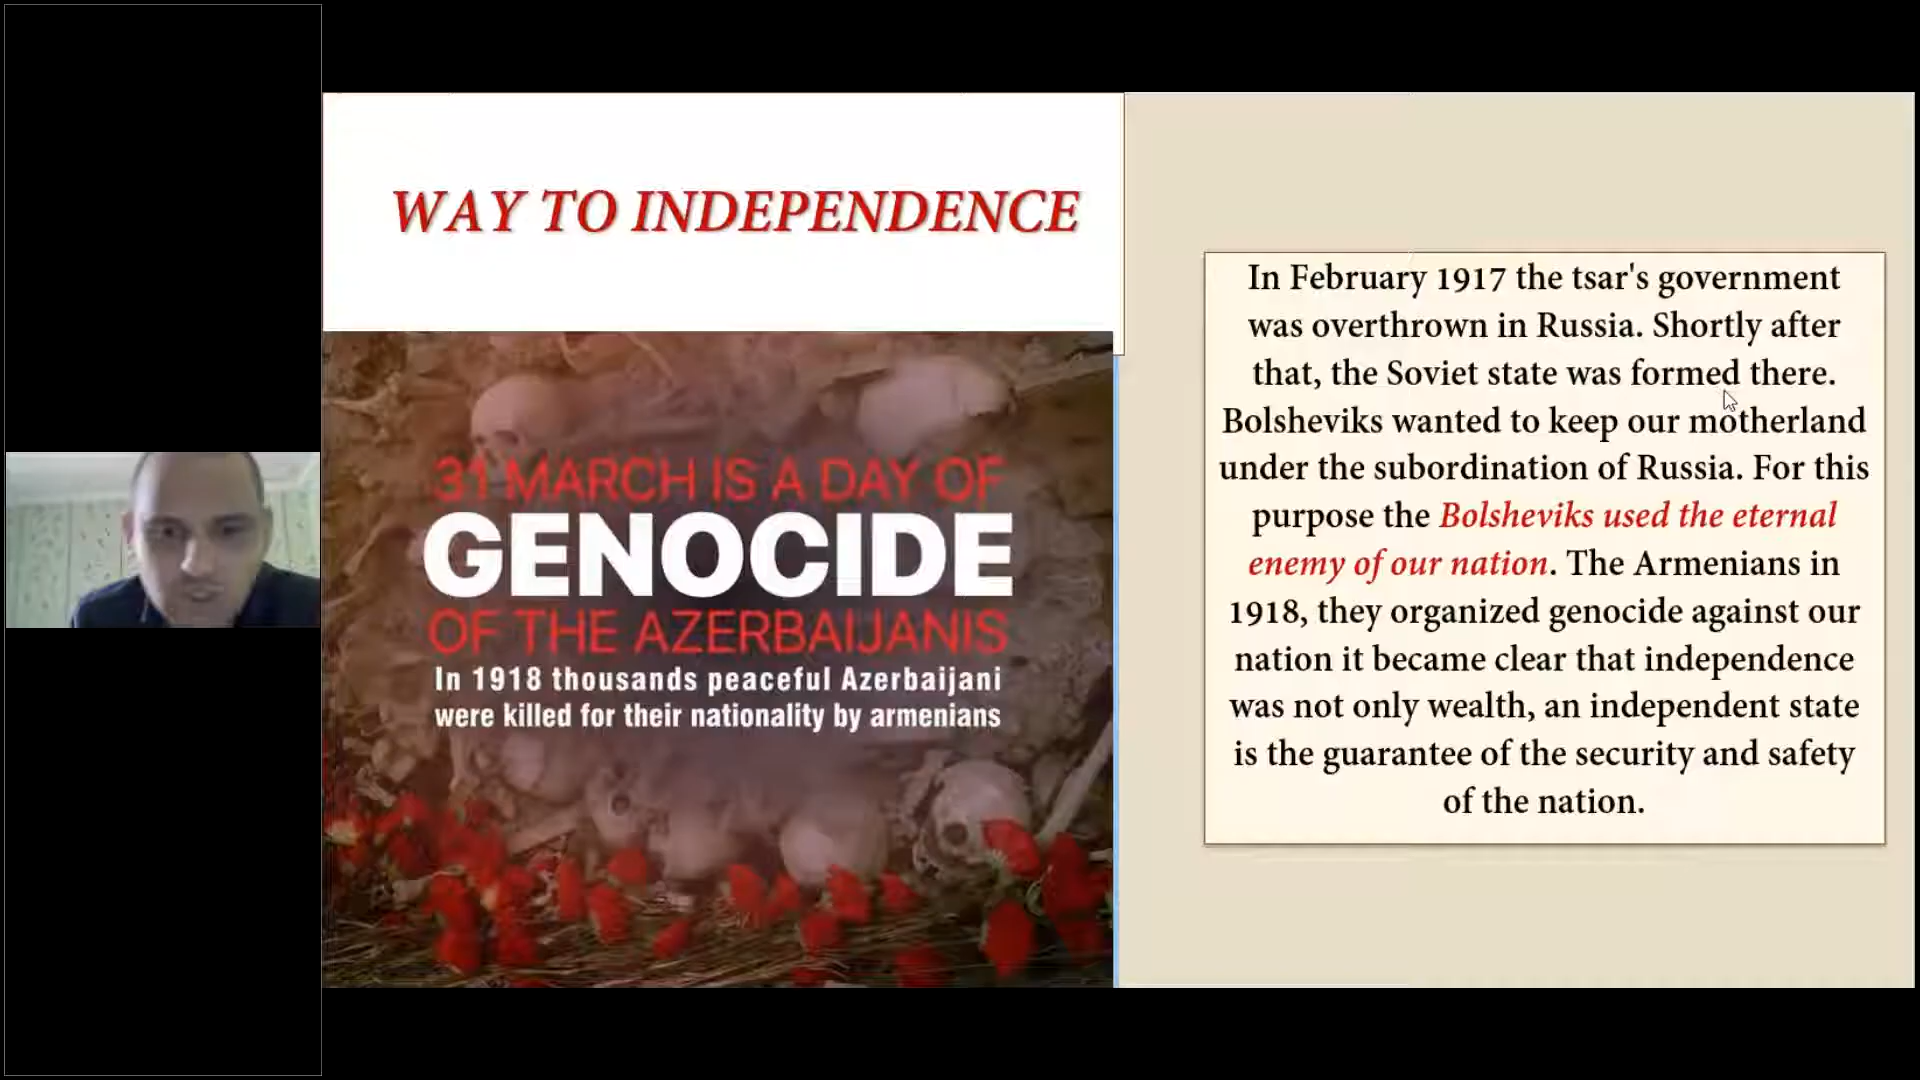 WAY TO INDEPENDENCE
31 MARCH IS A DAY OF
GENOCIDE
OF THE AZERBAIJANIS
In 1918 thousands peaceful Azerbaijani
were killed for their nationality by armenians
In February 1917 the tsar's government
was overthrown in Russia. Shortly after
that, the Soviet state was formed there.
Bolsheviks wanted to keep our motherland
under the subordination of Russia. For this
purpose the Bolsheviks used the eternal
enemy of our nation. The Armenians in
1918, they organized genocide against our
nation it became clear that independence
was not only wealth, an independent state
is the guarantee of the security and safety
of the nation.